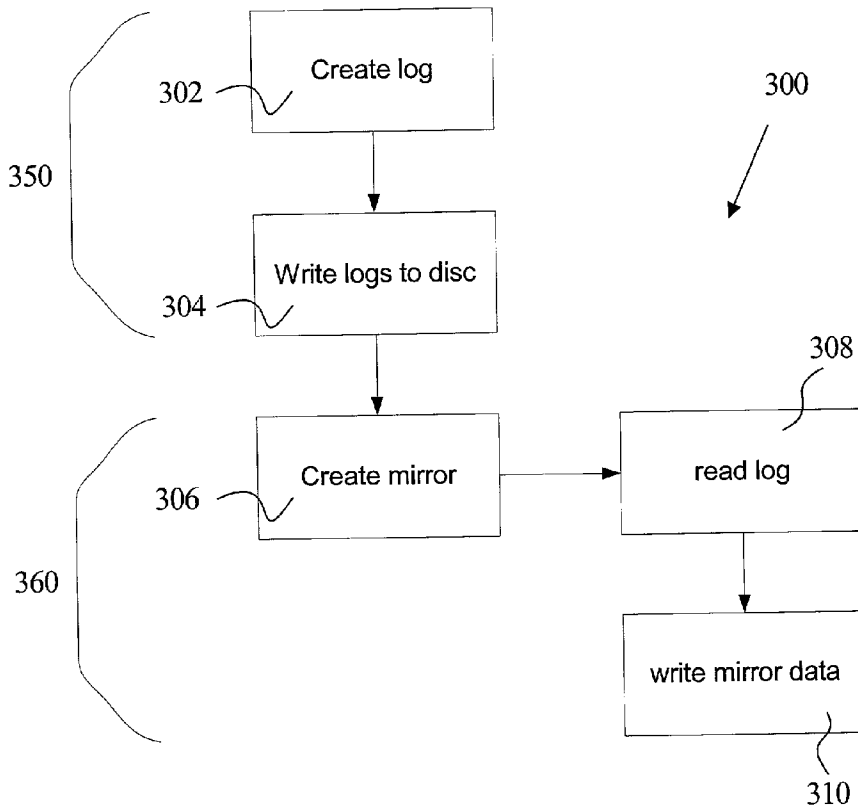 Create log
302
300
350
Write logs to disc
304
308
Create mirror
read log
306
360
write mirror data
310